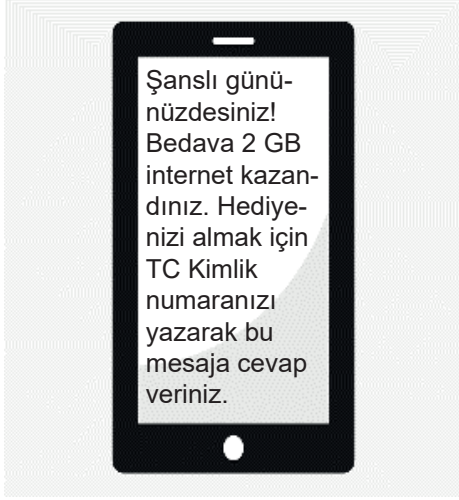 Şanslı günü-
nüzdesiniz!
Bedava 2 GB
internet kazan-
dınız. Hediye-
nizi almak için
TC Kimlik
numaranızı
yazarak bu
mesaja cevap
veriniz.